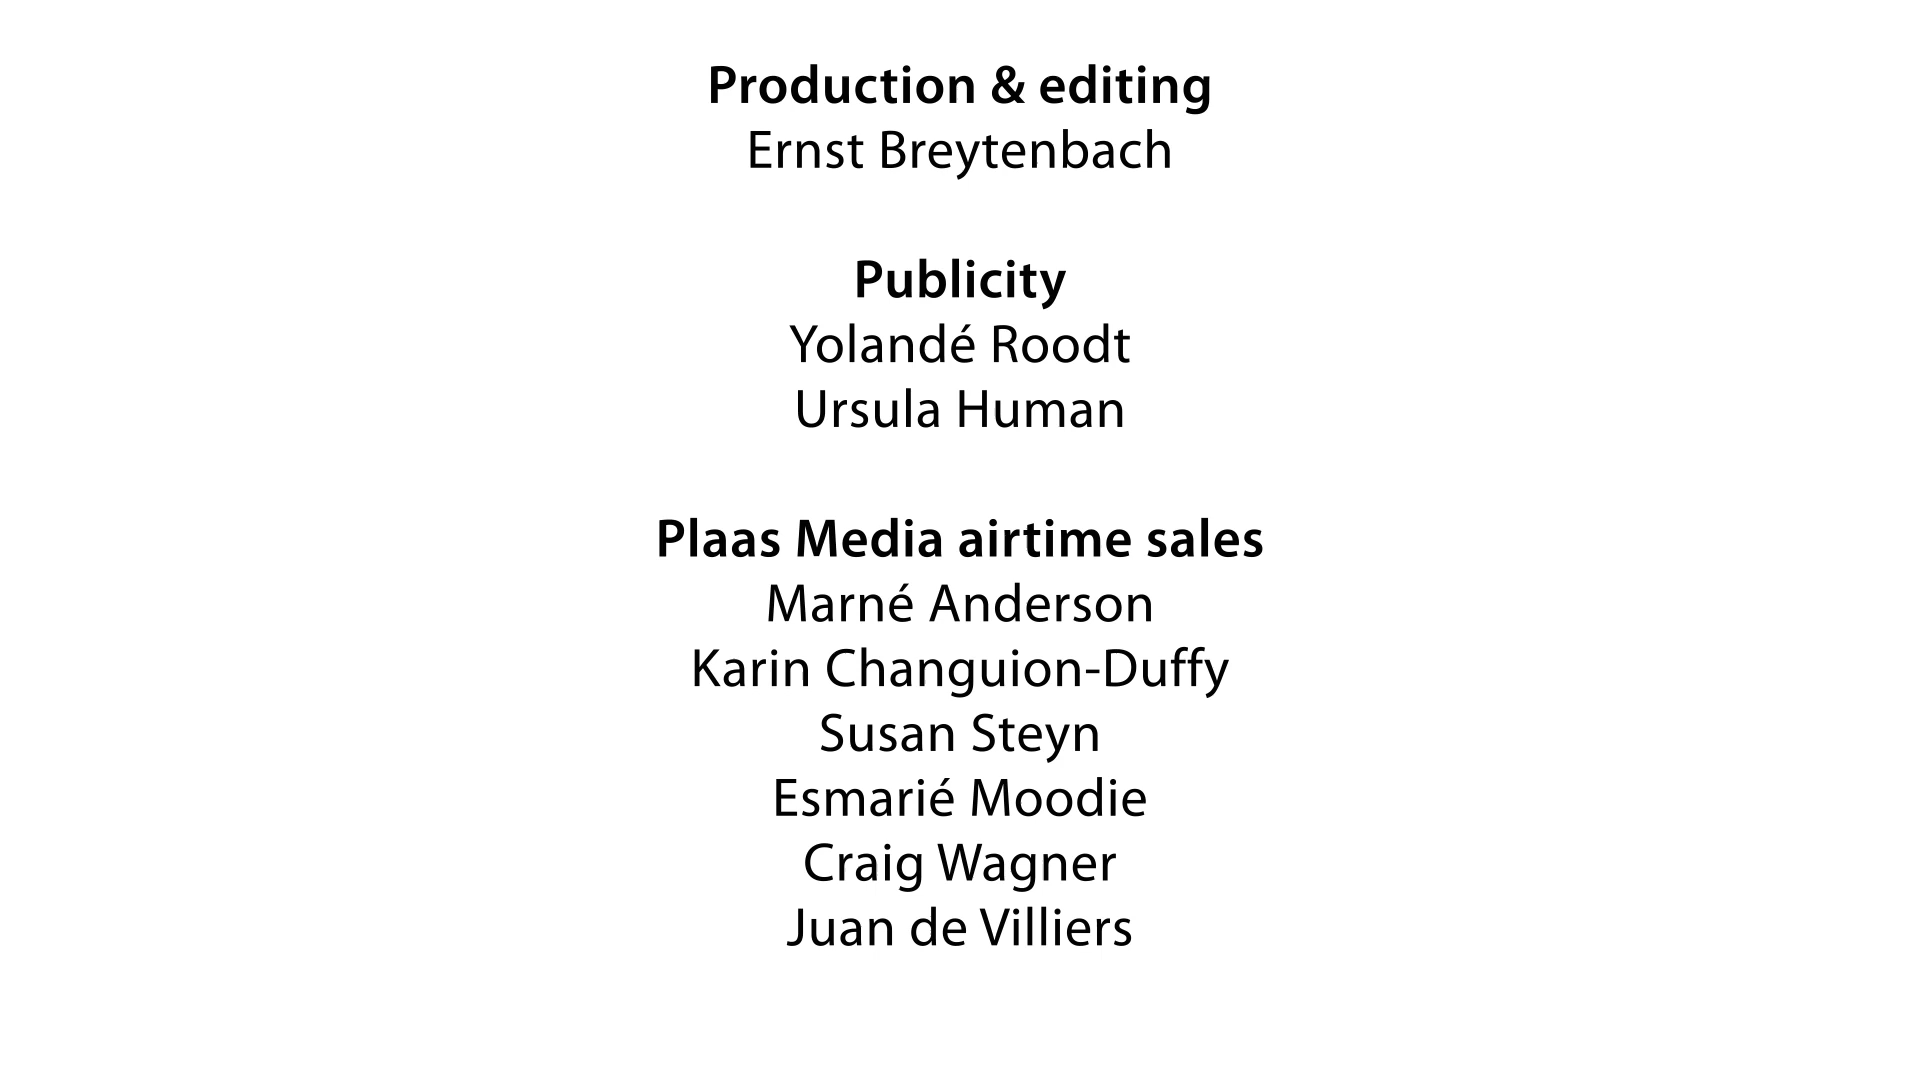 Production & editing
Ernst Breytenbach
Publicity
Yolandé Roodt
Ursula Human
Plaas Media airtime sales
Marné Anderson
Karin Changuion-Duffy
Susan Steyn
Esmarié Moodie
Craig Wagner
Juan de Villiers